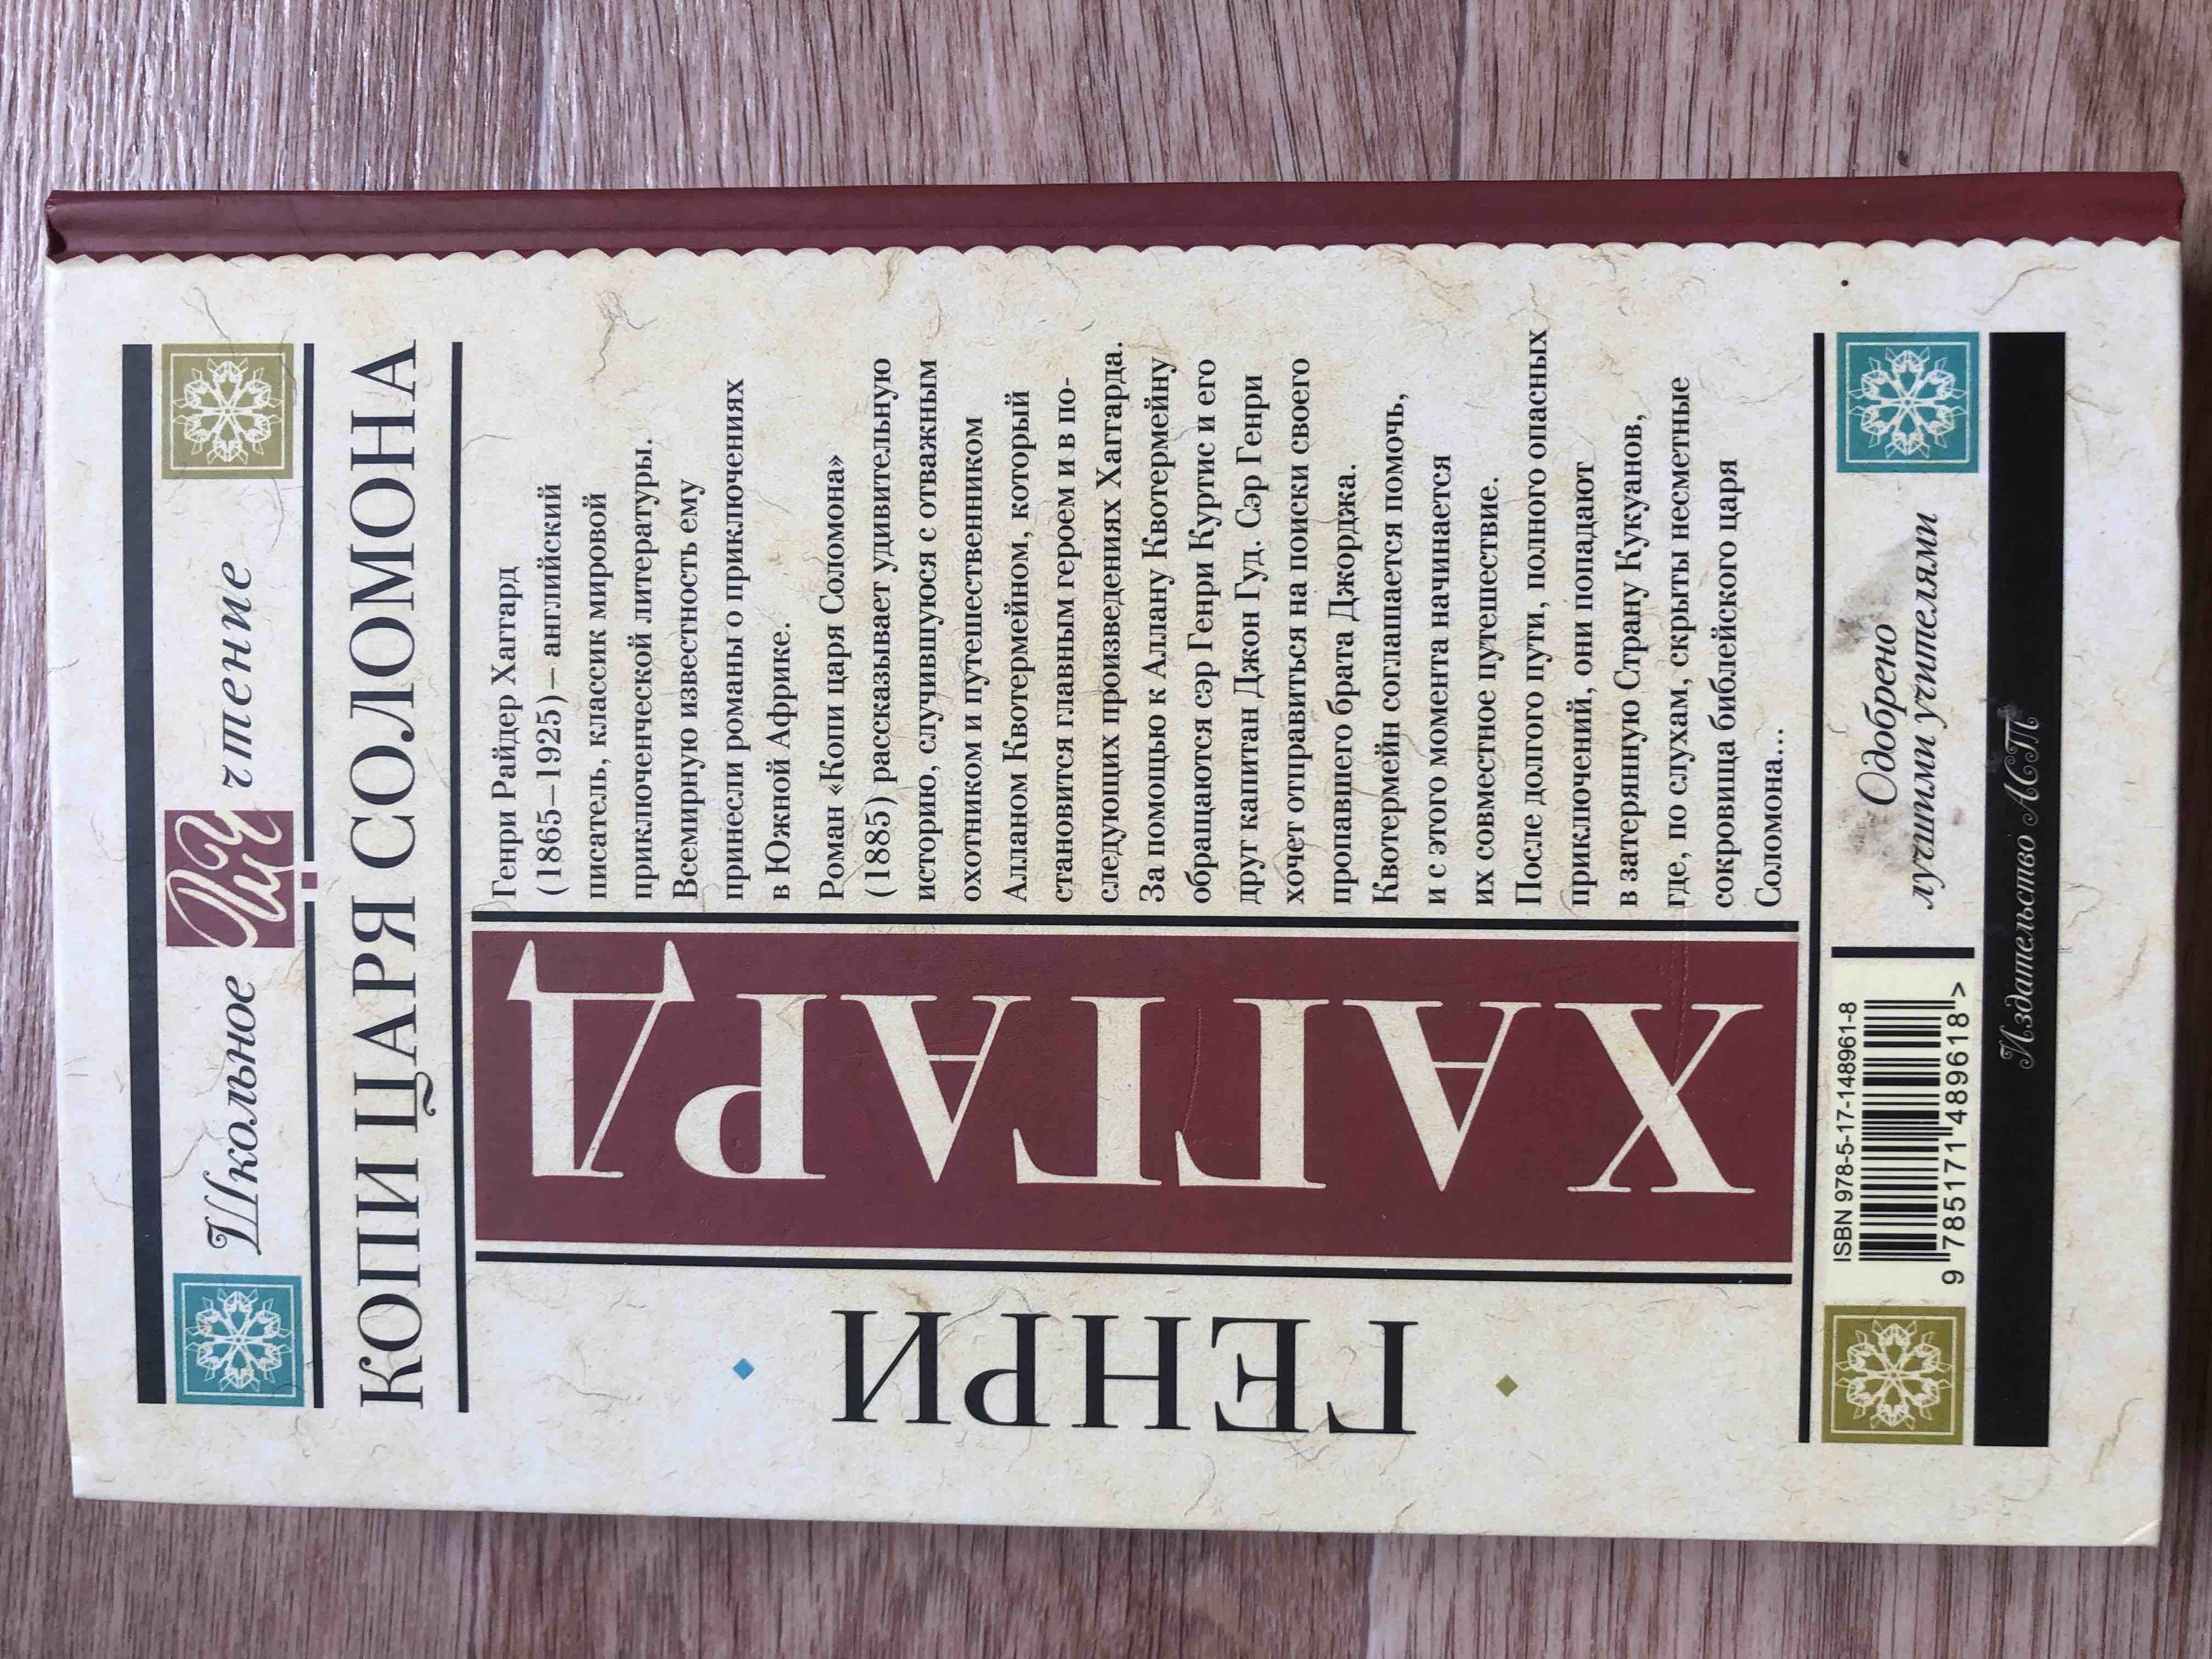 Школьное ШЧ чтение
КОПИ ЦАРЯ СОЛОМОНА
ГЕНРИ
ХАГГАРД
Генри Райдер Хаггард
(1865–1925) – английский
писатель, классик мировой
приключенческой литературы.
Всемирную известность ему
принесли романы о приключениях
в Южной Африке.
Роман «Копи царя Соломона»
(1885) рассказывает удивительную
историю, случившуюся с отважным
охотником и путешественником
Алланом Квотермейном, который
становится главным героем и в по-
следующих произведениях Хаггарда.
За помощью к Аллану Квотермейну
обращаются сэр Генри Куртис и его
друг капитан Джон Гуд. Сэр Генри
хочет отправиться на поиски своего
пропавшего брата Джорджа.
Квотермейн соглашается помочь,
и с этого момента начинается
их совместное путешествие.
После долгого пути, полного опасных
приключений, они попадают
в затерянную Страну Кукуанов,
где, по слухам, скрыты несметные
сокровища библейского царя
Соломона...
ISBN 978-5-17-148961-8
9 785171 489618 >
Одобрено
лучшими учителями
Издательство АСТ